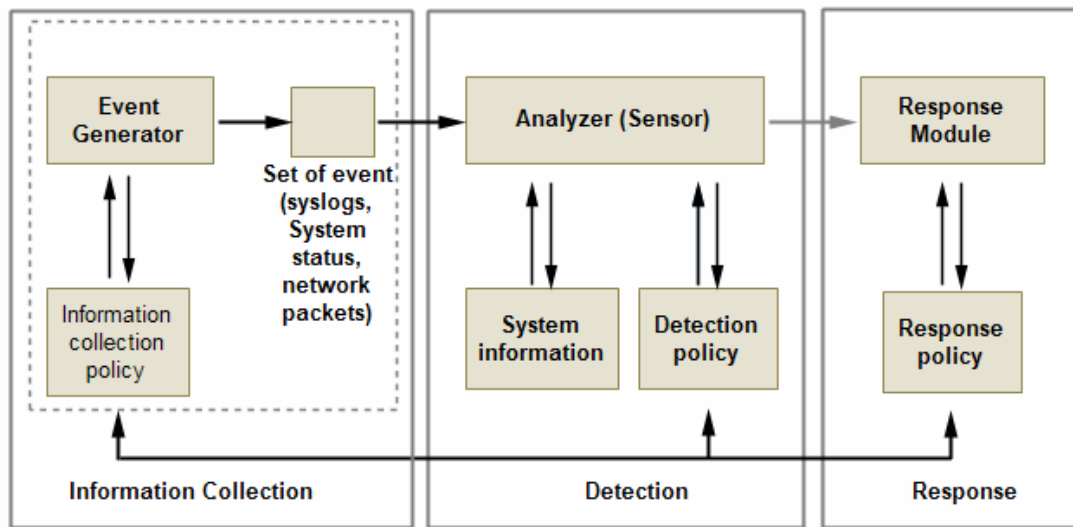 Event
Generator
Set of event
(syslogs,
System
status,
network
packets)
Information
collection
policy
Information Collection
Analyzer (Sensor)
System
information
Detection
policy
Detection
Response
Module
Response
policy
Response